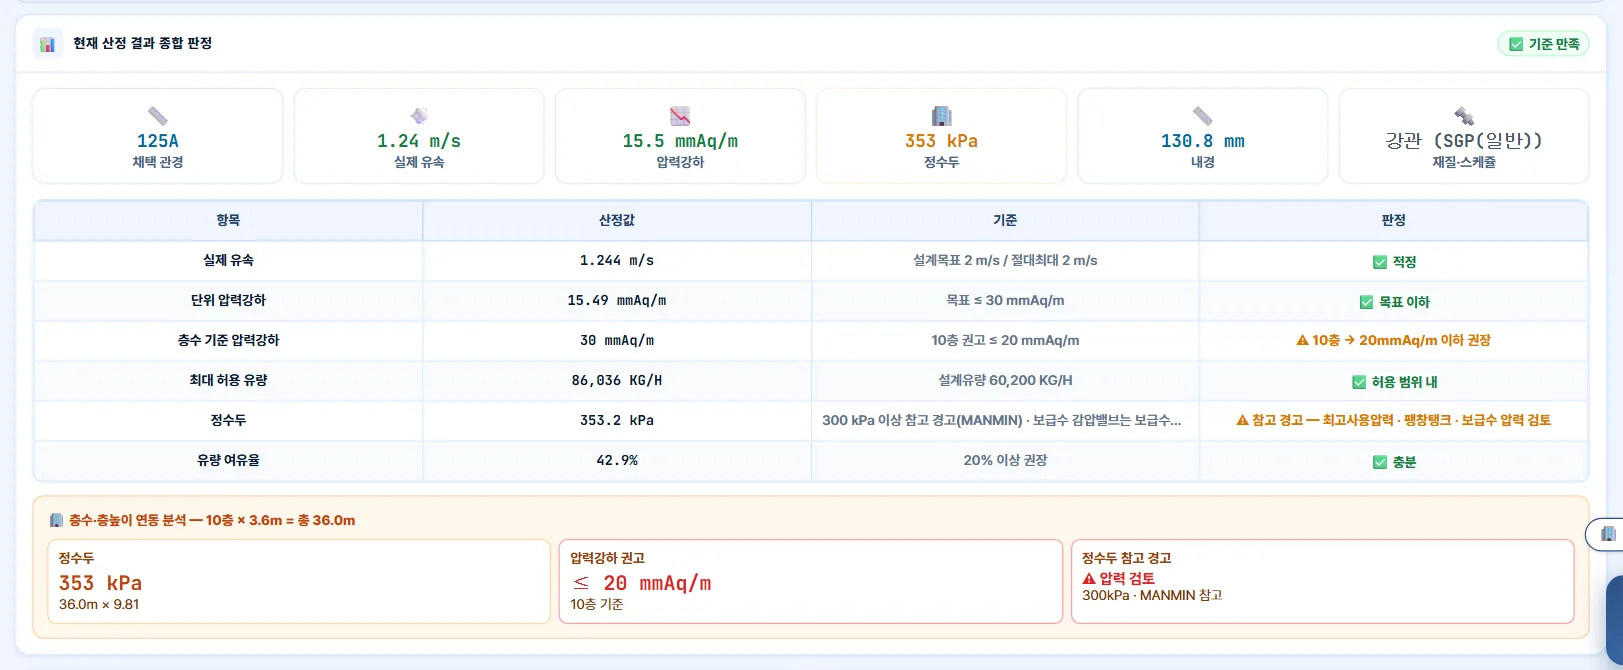 현재 산정 결과 종합 판정
기준 만족
125A
채택 관경
1.24 m/s
실제 유속
15.5 mmAq/m
압력강하
353 kPa
정수두
130.8 mm
내경
강관 (SGP(일반))
재질·스케쥴
항목 산정값 기준 판정
실제 유속 1.244 m/s 설계목표 2 m/s / 절대최대 2 m/s 적정
단위 압력강하 15.49 mmAq/m 목표 ≤ 30 mmAq/m 목표 이하
층수 기준 압력강하 30 mmAq/m 10층 권고 ≤ 20 mmAq/m 10층 → 20mmAq/m 이하 권장
최대 허용 유량 86,036 KG/H 설계유량 60,200 KG/H 허용 범위 내
정수두 353.2 kPa 300 kPa 이상 참고 경고(MANMIN) · 보급수 감압밸브는 보급수... 참고 경고 — 최고사용압력 · 팽창탱크 · 보급수 압력 검토
유량 여유율 42.9% 20% 이상 권장 충분
층수·층높이 연동 분석 — 10층 × 3.6m = 총 36.0m
정수두
353 kPa
36.0m × 9.81
압력강하 권고
≤ 20 mmAq/m
10층 기준
정수두 참고 경고
압력 검토
300kPa · MANMIN 참고